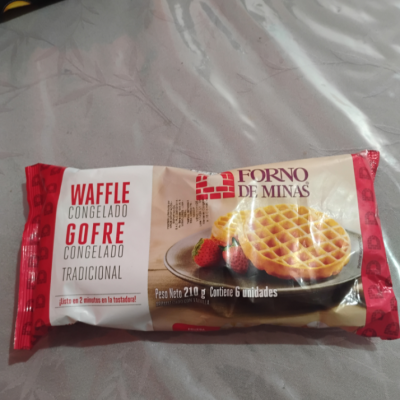 WAFFLE
CONGELADO
GOFRE
CONGELADO
TRADICIONAL
¡Listo en 2 minutos en la tostadora!
FORNO
DE MINAS
Peso Neto 210 g Contiene 6 unidades